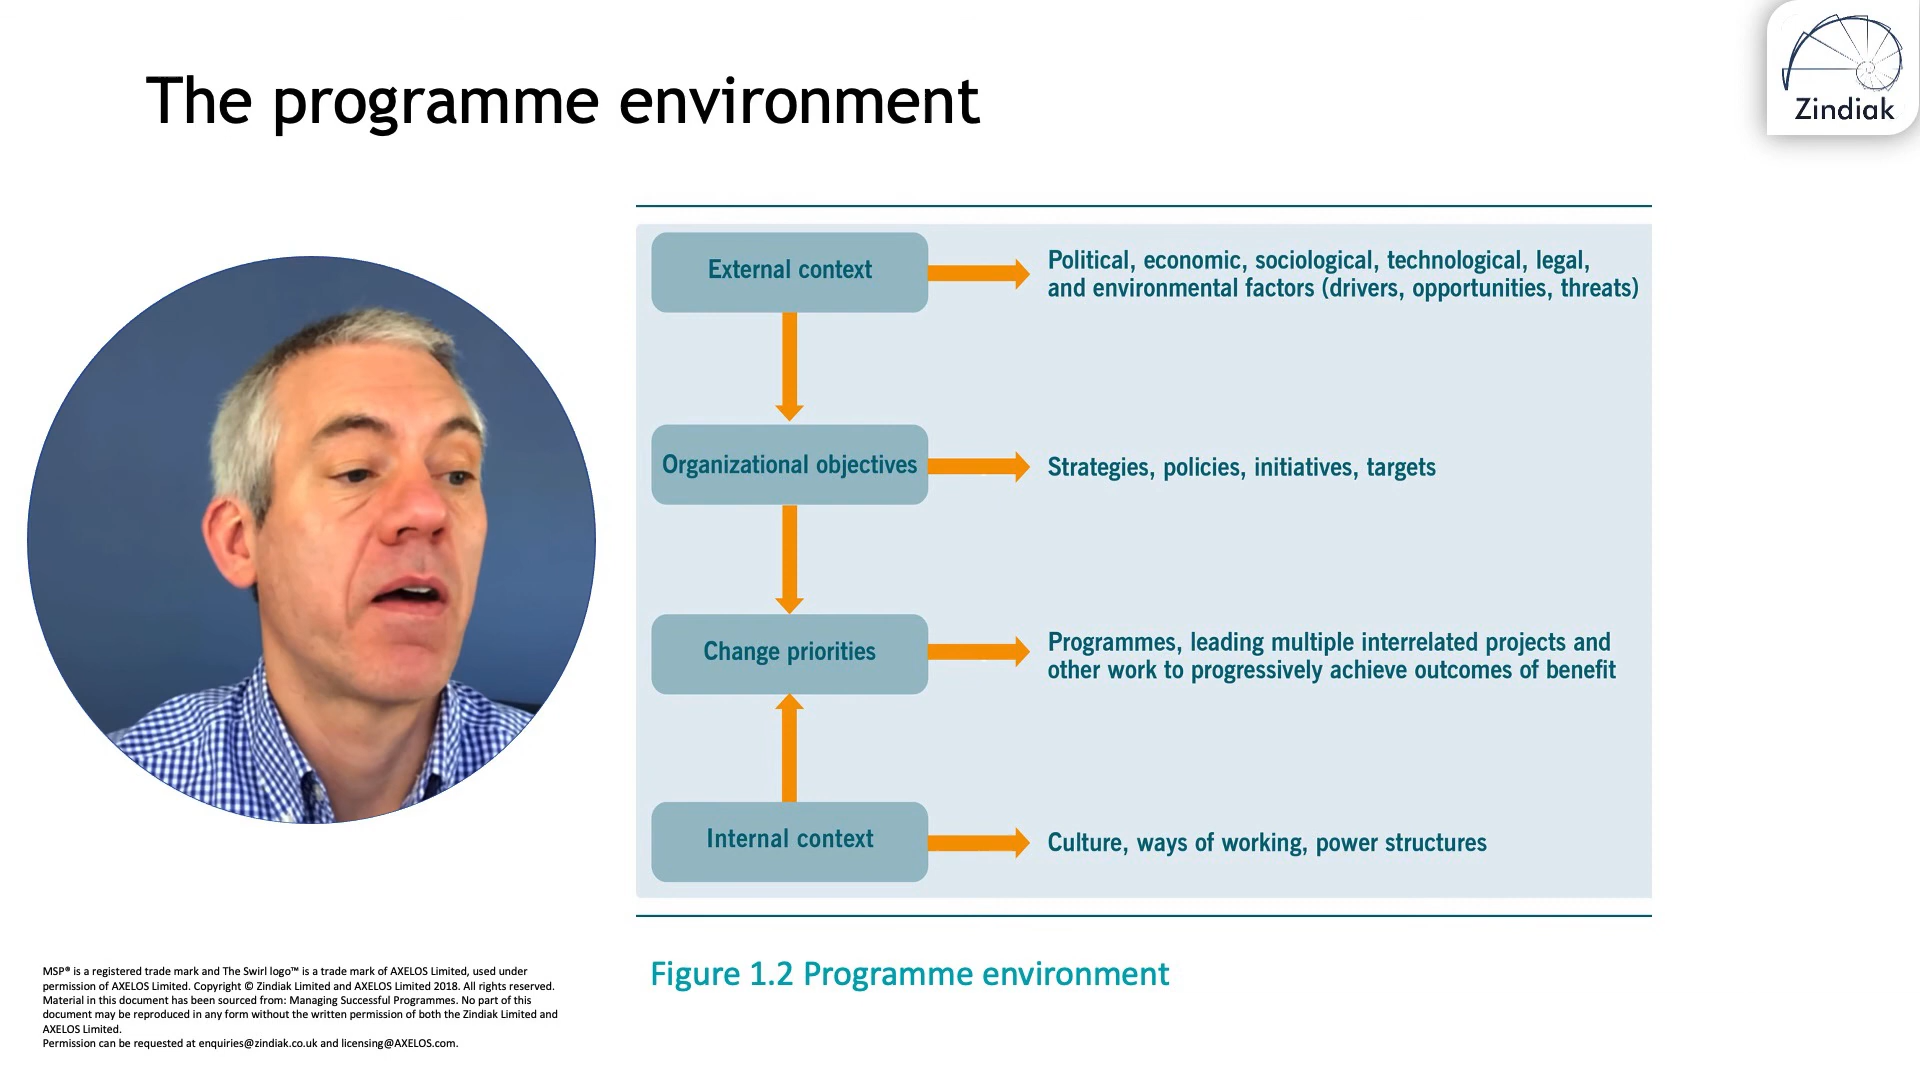 The programme environment
Zindiak
External context
Political, economic, sociological, technological, legal,
and environmental factors (drivers, opportunities, threats)
Organizational objectives
Strategies, policies, initiatives, targets
Change priorities
Programmes, leading multiple interrelated projects and
other work to progressively achieve outcomes of benefit
Internal context
Culture, ways of working, power structures
Figure 1.2 Programme environment
MSP® is a registered trade mark and The Swirl logo™ is a trade mark of AXELOS Limited, used under
permission of AXELOS Limited. Copyright © Zindiak Limited and AXELOS Limited 2018. All rights reserved.
Material in this document has been sourced from: Managing Successful Programmes. No part of this
document may be reproduced in any form without the written permission of both the Zindiak Limited and
AXELOS Limited.
Permission can be requested at enquiries@zindiak.co.uk and licensing@AXELOS.com.